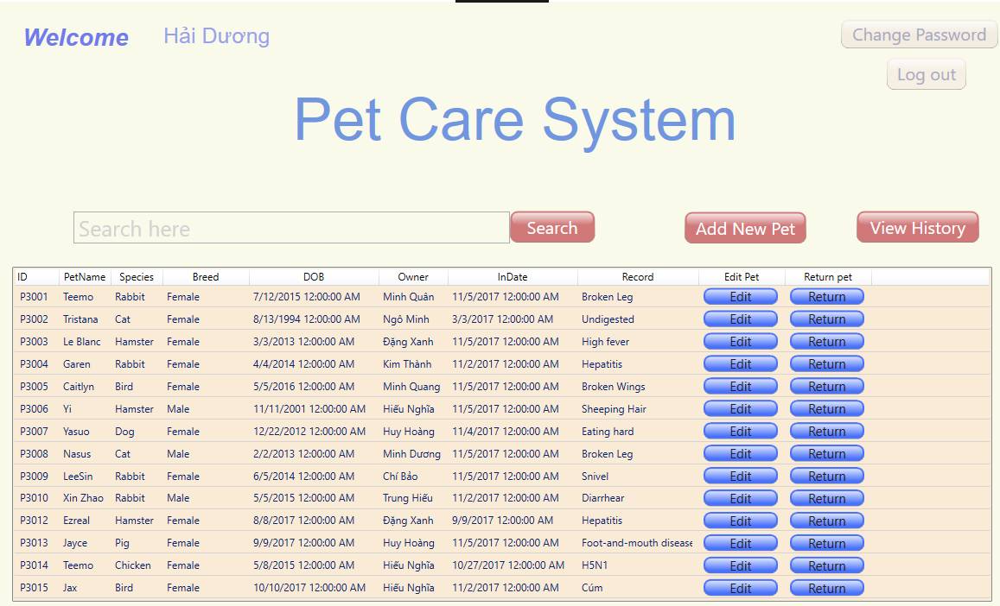 Welcome Hải Dương Change Password
Log out
Pet Care System
Search here Search Add New Pet View History
ID PetName Species Breed DOB Owner InDate Record Edit Pet Return pet
P3001 Teemo Rabbit Female 7/12/2015 12:00:00 AM Minh Quân 11/5/2017 12:00:00 AM Broken Leg Edit Return
P3002 Tristana Cat Female 8/13/1994 12:00:00 AM Ngô Minh 3/3/2017 12:00:00 AM Undigested Edit Return
P3003 Le Blanc Hamster Female 3/3/2013 12:00:00 AM Đặng Xanh 11/5/2017 12:00:00 AM High fever Edit Return
P3004 Garen Rabbit Female 4/4/2014 12:00:00 AM Kim Thành 11/2/2017 12:00:00 AM Hepatitis Edit Return
P3005 Caitlyn Bird Female 5/5/2016 12:00:00 AM Minh Quang 11/5/2017 12:00:00 AM Broken Wings Edit Return
P3006 Yi Hamster Male 11/11/2001 12:00:00 AM Hiếu Nghĩa 11/5/2017 12:00:00 AM Sheeping Hair Edit Return
P3007 Yasuo Dog Female 12/22/2012 12:00:00 AM Huy Hoàng 11/4/2017 12:00:00 AM Eating hard Edit Return
P3008 Nasus Cat Male 2/2/2013 12:00:00 AM Minh Dương 11/5/2017 12:00:00 AM Broken Leg Edit Return
P3009 LeeSin Rabbit Female 6/5/2014 12:00:00 AM Chí Bảo 11/5/2017 12:00:00 AM Snivel Edit Return
P3010 Xin Zhao Rabbit Male 5/5/2015 12:00:00 AM Trung Hiếu 11/2/2017 12:00:00 AM Diarrhear Edit Return
P3012 Ezreal Hamster Female 8/8/2017 12:00:00 AM Đặng Xanh 9/9/2017 12:00:00 AM Hepatitis Edit Return
P3013 Jayce Pig Female 9/9/2017 12:00:00 AM Huy Hoàng 11/5/2017 12:00:00 AM Foot-and-mouth disease Edit Return
P3014 Teemo Chicken Female 5/8/2015 12:00:00 AM Hiếu Nghĩa 10/27/2017 12:00:00 AM H5N1 Edit Return
P3015 Jax Bird Female 10/10/2017 12:00:00 AM Hiếu Nghĩa 11/2/2017 12:00:00 AM Cúm Edit Return